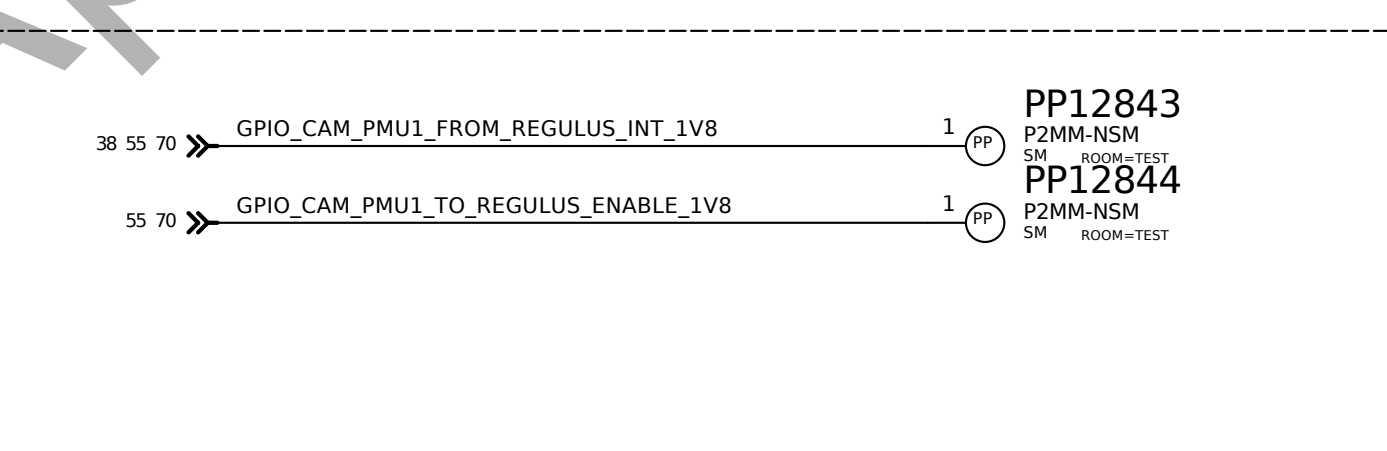 PP12843
38 55 70 GPIO_CAM_PMU1_FROM_REGULUS_INT_1V8 1 PP P2MM-NSM
SM ROOM=TEST
PP12844
55 70 GPIO_CAM_PMU1_TO_REGULUS_ENABLE_1V8 1 PP P2MM-NSM
SM ROOM=TEST